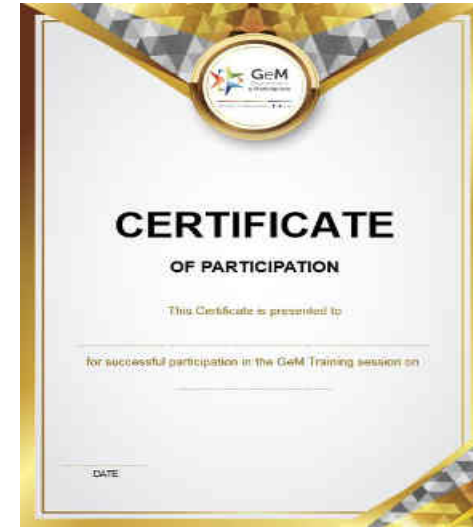 GeM
CERTIFICATE
OF PARTICIPATION
This Certificate is presented to
for successful participation in the GeM Training session on
DATE